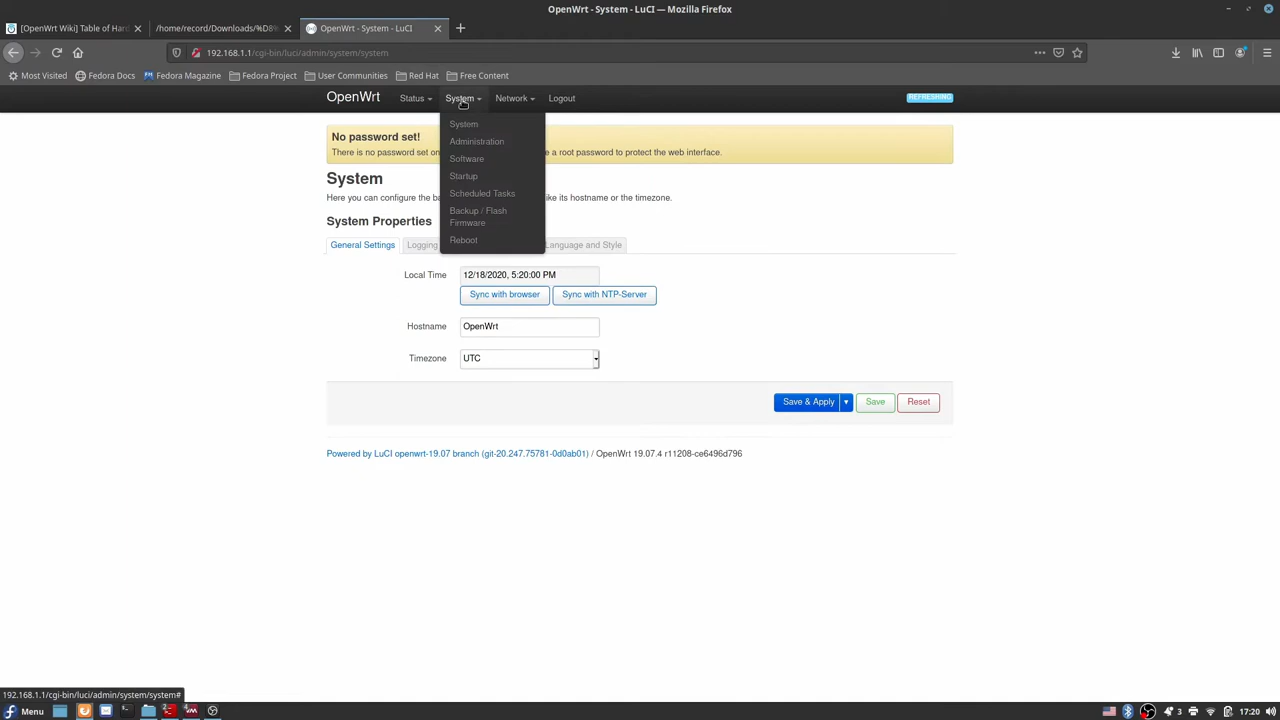 OpenWrt - System - LuCI — Mozilla Firefox
[OpenWrt Wiki] Table of Hard
/home/record/Downloads/%D8%
OpenWrt - System - LuCI
192.168.1.1/cgi-bin/luci/admin/system/system
Most Visited
Fedora Docs
Fedora Magazine
Fedora Project
User Communities
Red Hat
Free Content
OpenWrt
Status
System
Network
Logout
REFRESHING
System
Administration
Software
Startup
Scheduled Tasks
Backup / Flash
Firmware
Reboot
No password set!
There is no password set on
e a root password to protect the web interface.
System
Here you can configure the ba
ike its hostname or the timezone.
System Properties
General Settings
Logging
Language and Style
Local Time
12/18/2020, 5:20:00 PM
Sync with browser
Sync with NTP-Server
Hostname
OpenWrt
Timezone
UTC
Save & Apply
Save
Reset
Powered by LuCI openwrt-19.07 branch (git-20.247.75781-0d0ab01) / OpenWrt 19.07.4 r11208-ce6496d796
192.168.1.1/cgi-bin/luci/admin/system/system#
Menu
3
17:20